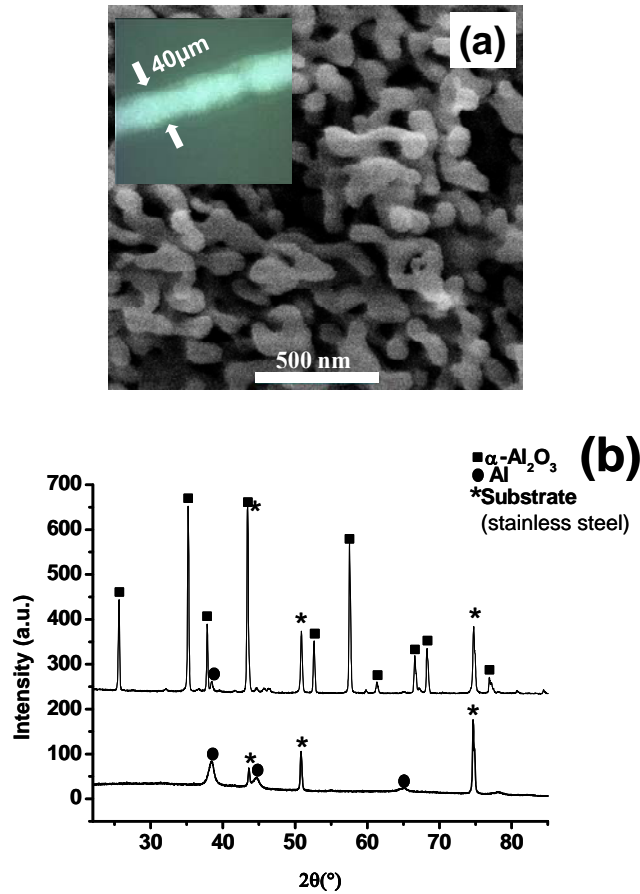 (a)
40μm
500 nm
(b)
■α-Al₂O₃
●Al
*Substrate
(stainless steel)
700
600
500
400
300
200
100
0
Intensity (a.u.)
30 40 50 60 70 80
2θ(°)